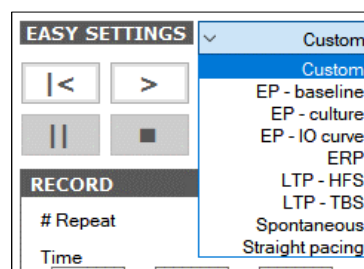 EASY SETTINGS
Custom
|<
>
||
■
Custom
EP - baseline
EP - culture
EP - IO curve
ERP
LTP - HFS
LTP - TBS
Spontaneous
Straight pacing
RECORD
# Repeat
Time